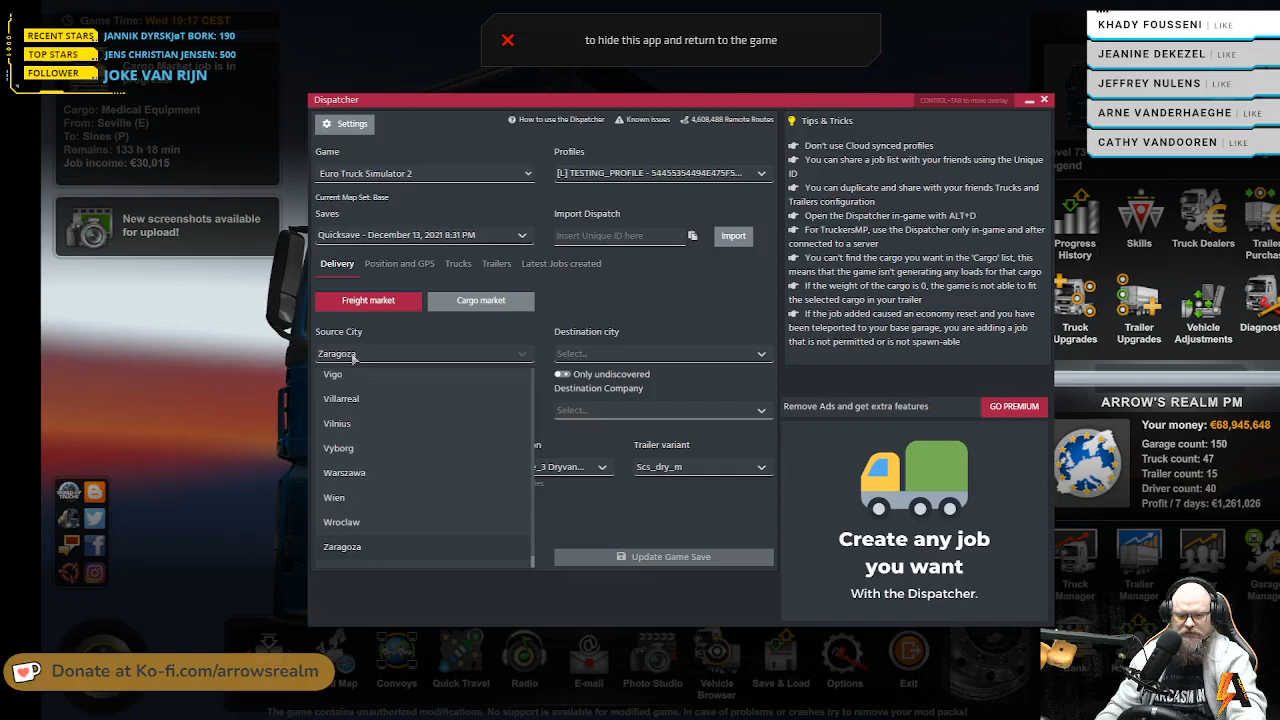 Game Time: Wed 19:17 CEST
RECENT STARS JANNIK DYRSKJøT BORK: 190
TOP STARS JENS CHRISTIAN JENSEN: 500
FOLLOWER JOKE VAN RIJN
Cargo Market job is in
Cargo: Medical Equipment
From: Seville (E)
To: Sines (P)
Remains: 133 h 18 min
Job income: €30,015
New screenshots available
for upload!
to hide this app and return to the game
KHADY FOUSSENI | LIKE
JEANINE DEKEZEL | LIKE
JEFFREY NULENS | LIKE
ARNE VANDERHAEGHE | LIKE
CATHY VANDOOREN | LIKE
Dispatcher
CONTROL+TAB to move overlay
Settings
How to use the Dispatcher
Known Issues
4,608,488 Remote Routes
Game
Profiles
Euro Truck Simulator 2
[L] TESTING_PROFILE - 54455354494E475F5...
Current Map Set: Base
Saves
Import Dispatch
Quicksave - December 13, 2021 8:31 PM
Insert Unique ID here
Import
Delivery
Position and GPS
Trucks
Trailers
Latest Jobs created
Freight market
Cargo market
Source City
Destination city
Zaragoza
Select...
Only undiscovered
Destination Company
Select...
Vigo
Villarreal
Vilnius
Vyborg
Warszawa
Wien
Wroclaw
Zaragoza
Trailer variant
_3 Dryvan...
Scs_dry_m
Update Game Save
Tips & Tricks
Don't use Cloud synced profiles
You can share a job list with your friends using the Unique
ID
You can duplicate and share with your friends Trucks and
Trailers configuration
Open the Dispatcher in-game with ALT+D
For TruckersMP, use the Dispatcher only in-game and after
connected to a server
You can't find the cargo you want in the 'Cargo' list, this
means that the game isn't generating any loads for that cargo
If the weight of the cargo is 0, the game is not able to fit
the selected cargo in your trailer
If the job added caused an economy reset and you have
been teleported to your base garage, you are adding a job
that is not permitted or is not spawn-able
Remove Ads and get extra features
GO PREMIUM
Create any job
you want
With the Dispatcher.
Progress
History
Skills
Truck Dealers
Trailer
Truck
Upgrades
Trailer
Upgrades
Vehicle
Adjustments
ARROW'S REALM PM
Your money: €68,945,648
Garage count: 150
Truck count: 47
Trailer count: 15
Driver count: 40
Profit / 7 days: €1,261,026
Truck
Manager
Trailer
Manager
Map
Convoys
Quick Travel
Radio
E-mail
Photo Studio
Vehicle
Browser
Save & Load
Options
Exit
Donate at Ko-fi.com/arrowsrealm
The game contains unauthorized modifications. No support is available for modified game. In case of problems or crashes try to remove your mod packs!